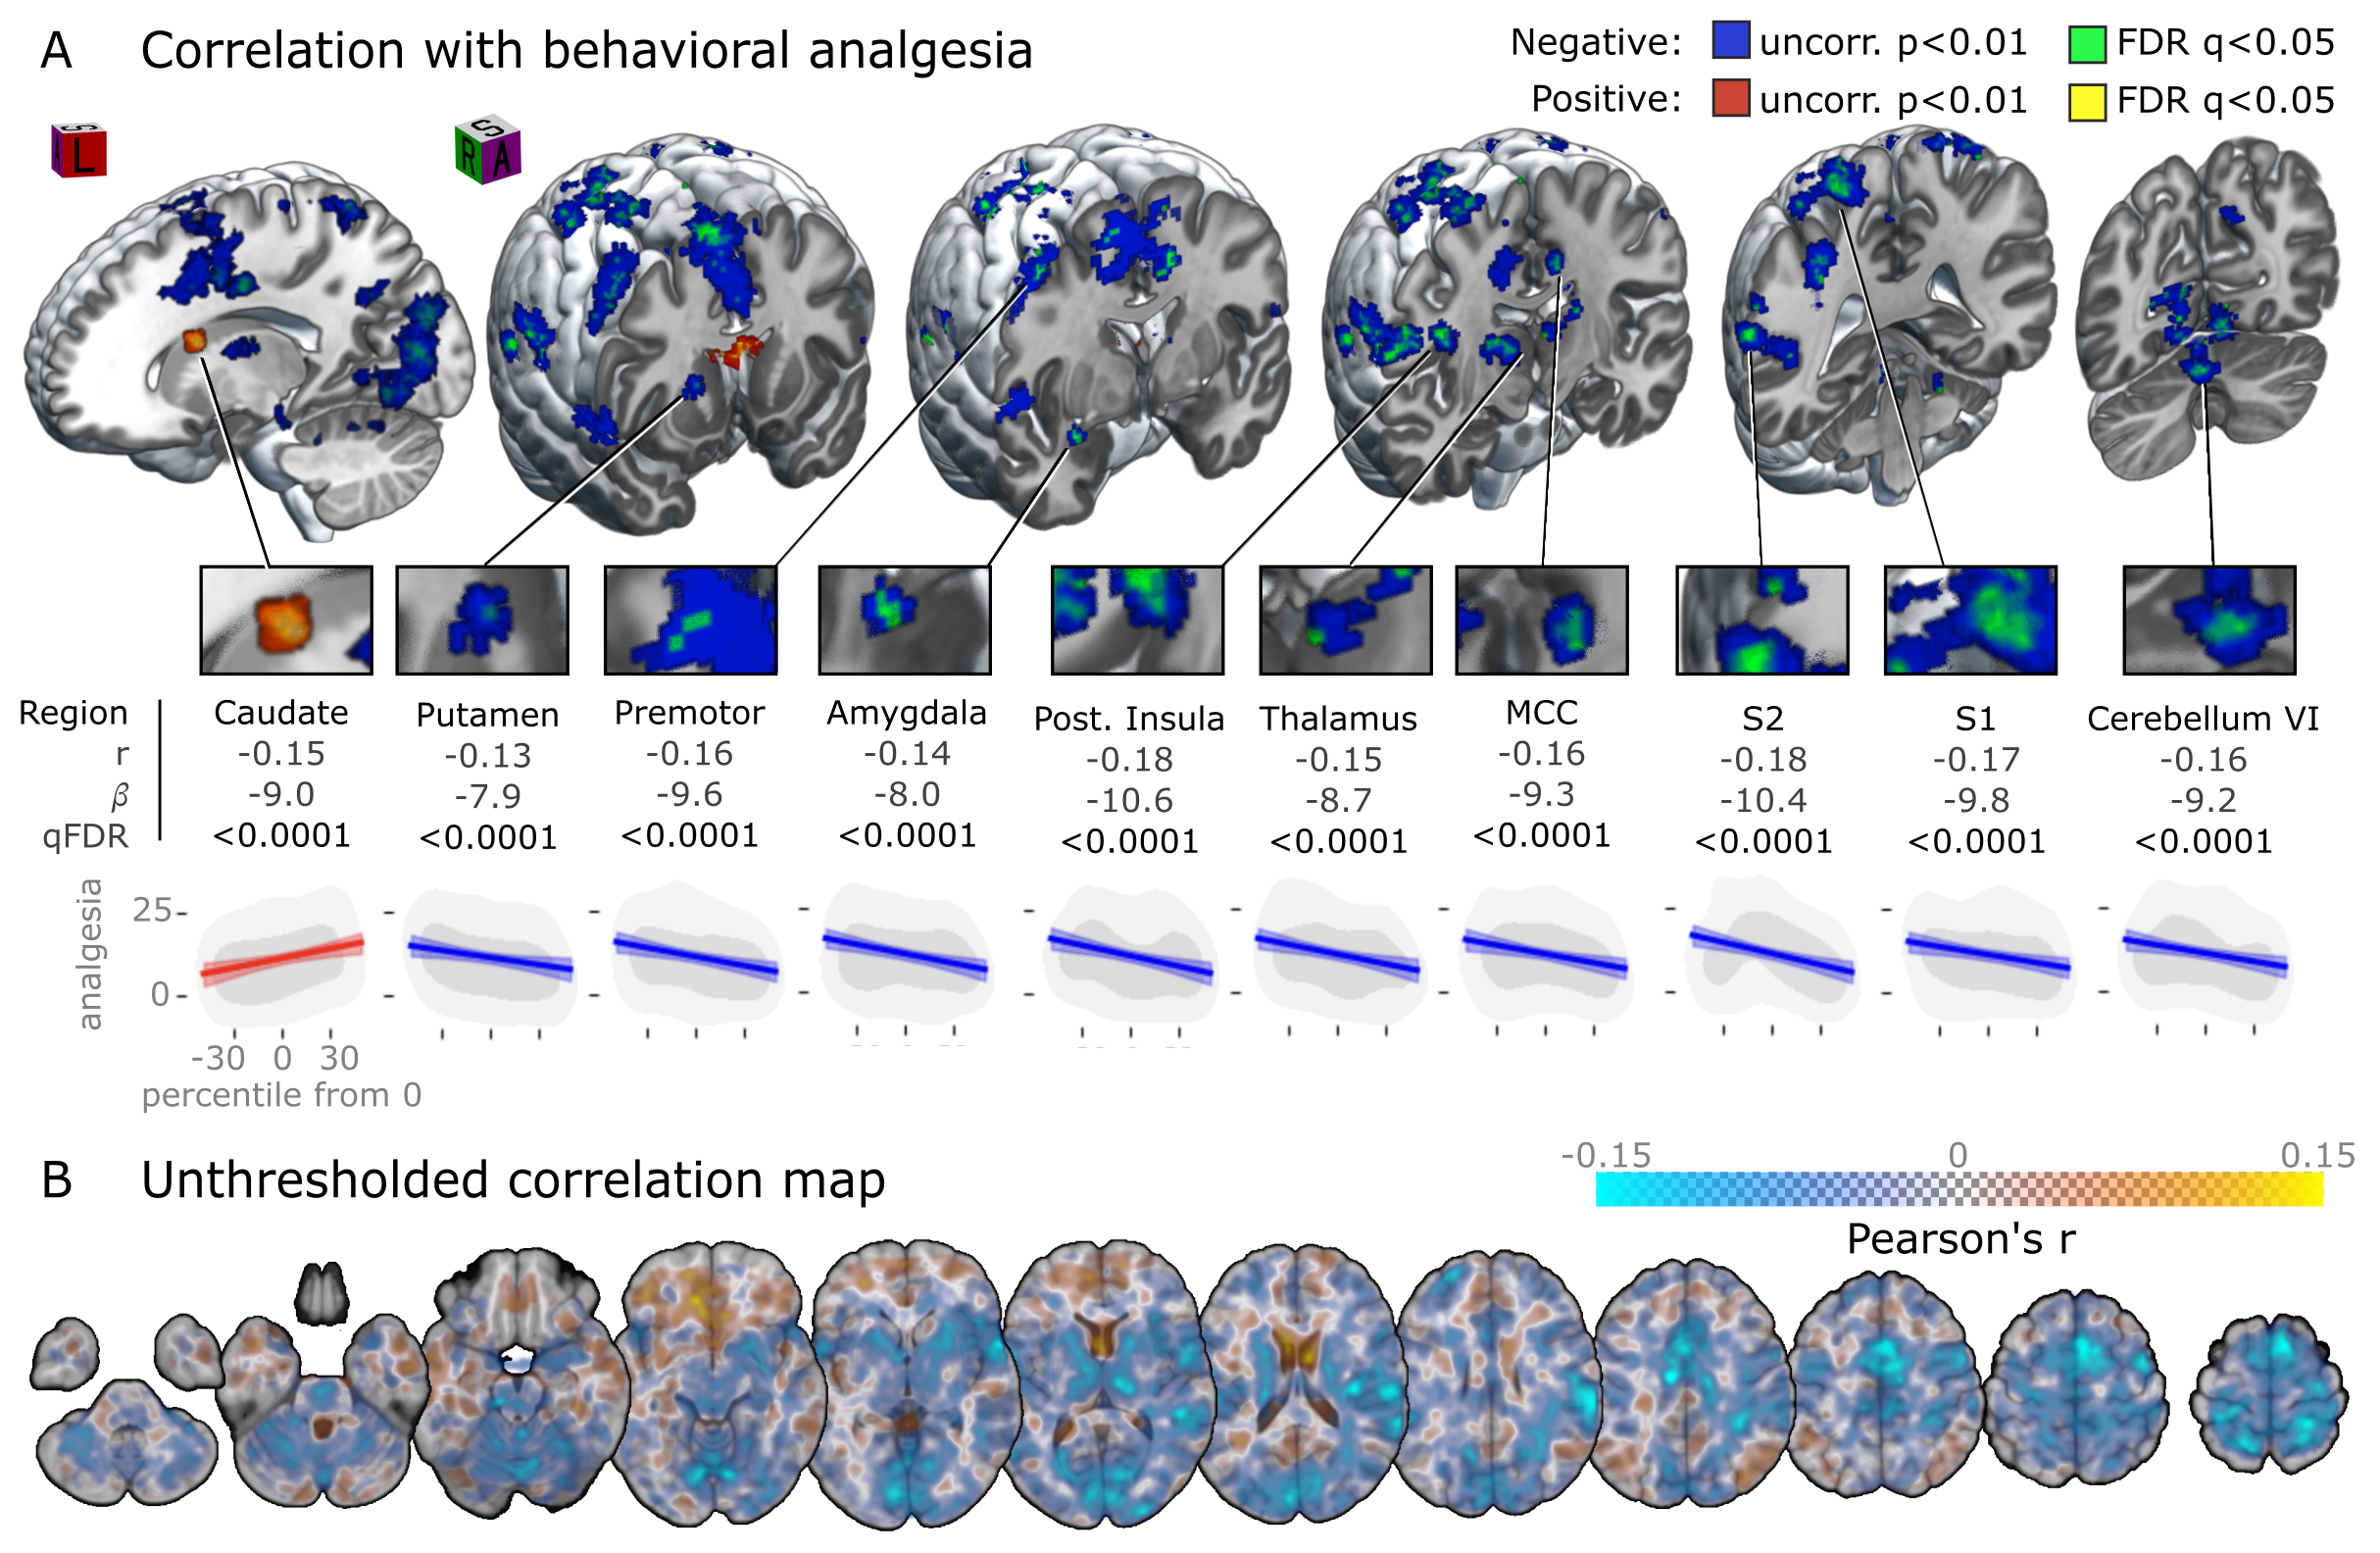 A Correlation with behavioral analgesia
Negative: uncorr. p<0.01 FDR q<0.05
Positive: uncorr. p<0.01 FDR q<0.05
S A L
S R A
Region Caudate Putamen Premotor Amygdala Post. Insula Thalamus MCC S2 S1 Cerebellum VI
r -0.15 -0.13 -0.16 -0.14 -0.18 -0.15 -0.16 -0.18 -0.17 -0.16
β -9.0 -7.9 -9.6 -8.0 -10.6 -8.7 -9.3 -10.4 -9.8 -9.2
qFDR <0.0001 <0.0001 <0.0001 <0.0001 <0.0001 <0.0001 <0.0001 <0.0001 <0.0001 <0.0001
analgesia
25
0
-30 0 30
percentile from 0
B Unthresholded correlation map
-0.15 0 0.15
Pearson's r